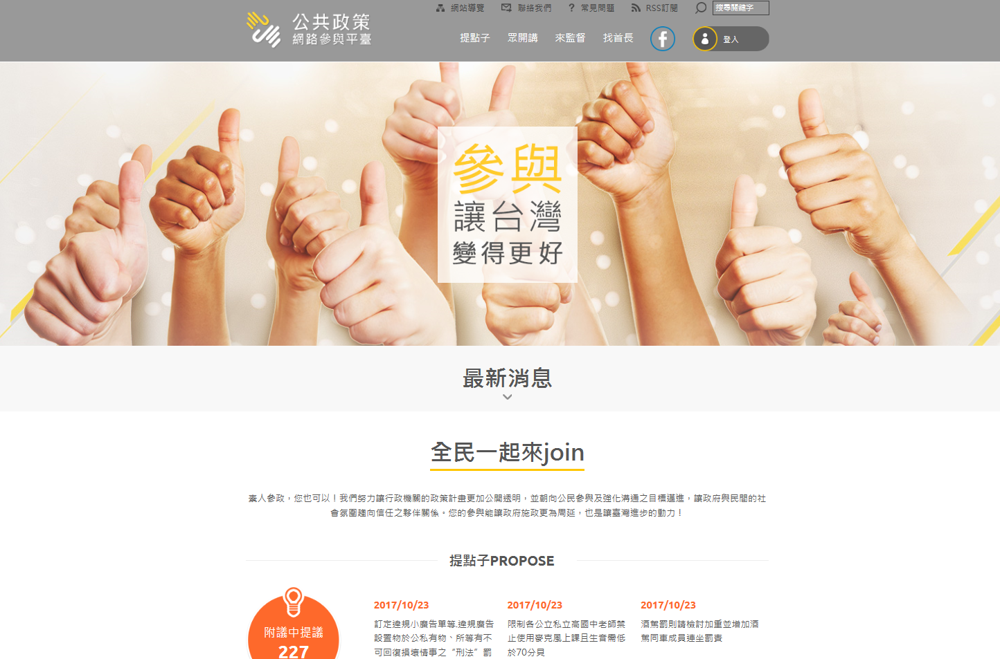 網站導覽 聯絡我們 常見問題 RSS訂閱 搜尋關鍵字
公共政策
網路參與平臺
提點子 眾開講 來監督 找首長 登入
參與
讓台灣
變得更好
最新消息
全民一起來join
素人參政，您也可以！我們努力讓行政機關的政策計畫更加公開透明，並朝向公民參與及強化溝通之目標邁進，讓政府與民間的社
會氛圍趨向信任之夥伴關係。您的參與能讓政府施政更為周延，也是讓臺灣進步的動力！
提點子PROPOSE
附議中提議
227
2017/10/23
訂定違規小廣告單等.違規廣告
設置物於公私有物、所等有不
可回復損壞情事之“刑法”罰
2017/10/23
限制各公立私立高國中老師禁
止使用麥克風上課且生音需低
於70分貝
2017/10/23
酒駕罰則請檢討加重並增加酒
駕同車成員連坐罰責